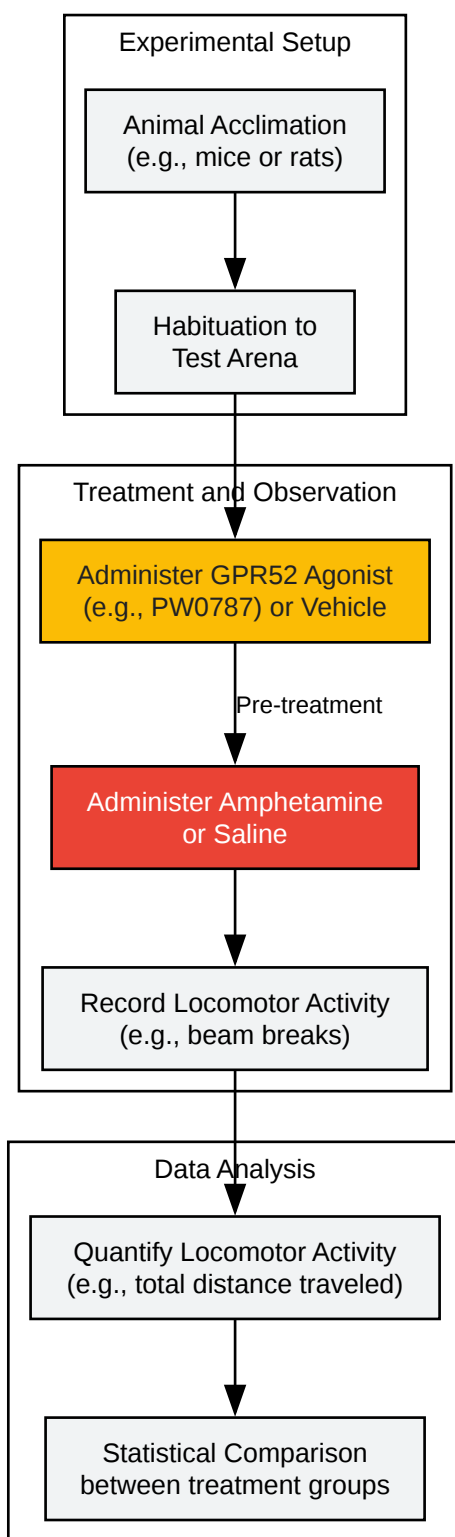 Experimental Setup
Animal Acclimation
(e.g., mice or rats)
Habituation to
Test Arena
Treatment and Observation
Administer GPR52 Agonist
(e.g., PW0787) or Vehicle
Pre-treatment
Administer Amphetamine
or Saline
Record Locomotor Activity
(e.g., beam breaks)
Data Analysis
Quantify Locomotor Activity
(e.g., total distance traveled)
Statistical Comparison
between treatment groups